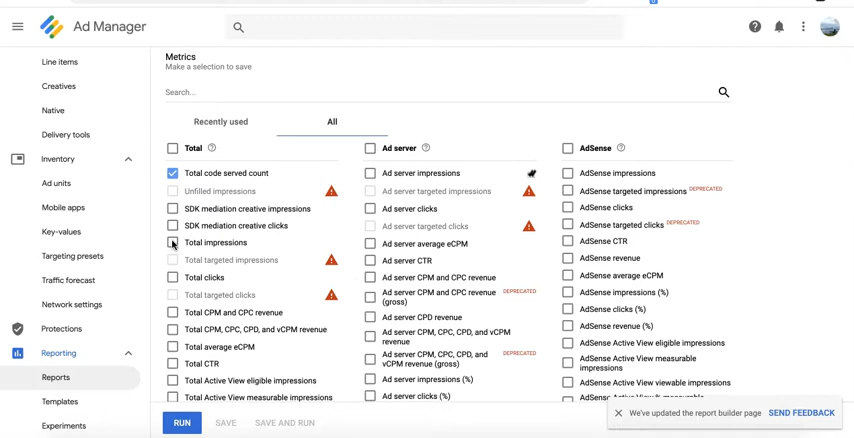 Ad Manager
Line items
Creatives
Native
Delivery tools
Inventory
Ad units
Mobile apps
Key-values
Targeting presets
Traffic forecast
Network settings
Protections
Reporting
Reports
Templates
Experiments
Metrics
Make a selection to save
Search...
Recently used
All
Total
Total code served count
Unfilled impressions
SDK mediation creative impressions
SDK mediation creative clicks
Total impressions
Total targeted impressions
Total clicks
Total targeted clicks
Total CPM and CPC revenue
Total CPM, CPC, CPD, and vCPM revenue
Total average eCPM
Total CTR
Total Active View eligible impressions
Total Active View measurable impressions
Ad server
Ad server impressions
Ad server targeted impressions
Ad server clicks
Ad server targeted clicks
Ad server average eCPM
Ad server CTR
Ad server CPM and CPC revenue
Ad server CPM and CPC revenue DEPRECATED
(gross)
Ad server CPD revenue
Ad server CPM, CPC, CPD, and vCPM
revenue
Ad server CPM, CPC, CPD, and DEPRECATED
vCPM revenue (gross)
Ad server impressions (%)
Ad server clicks (%)
AdSense
AdSense impressions
AdSense targeted impressions DEPRECATED
AdSense clicks
AdSense targeted clicks DEPRECATED
AdSense CTR
AdSense revenue
AdSense average eCPM
AdSense impressions (%)
AdSense clicks (%)
AdSense revenue (%)
AdSense Active View eligible impressions
AdSense Active View measurable
impressions
AdSense Active View viewable impressions
RUN
SAVE
SAVE AND RUN
We've updated the report builder page SEND FEEDBACK